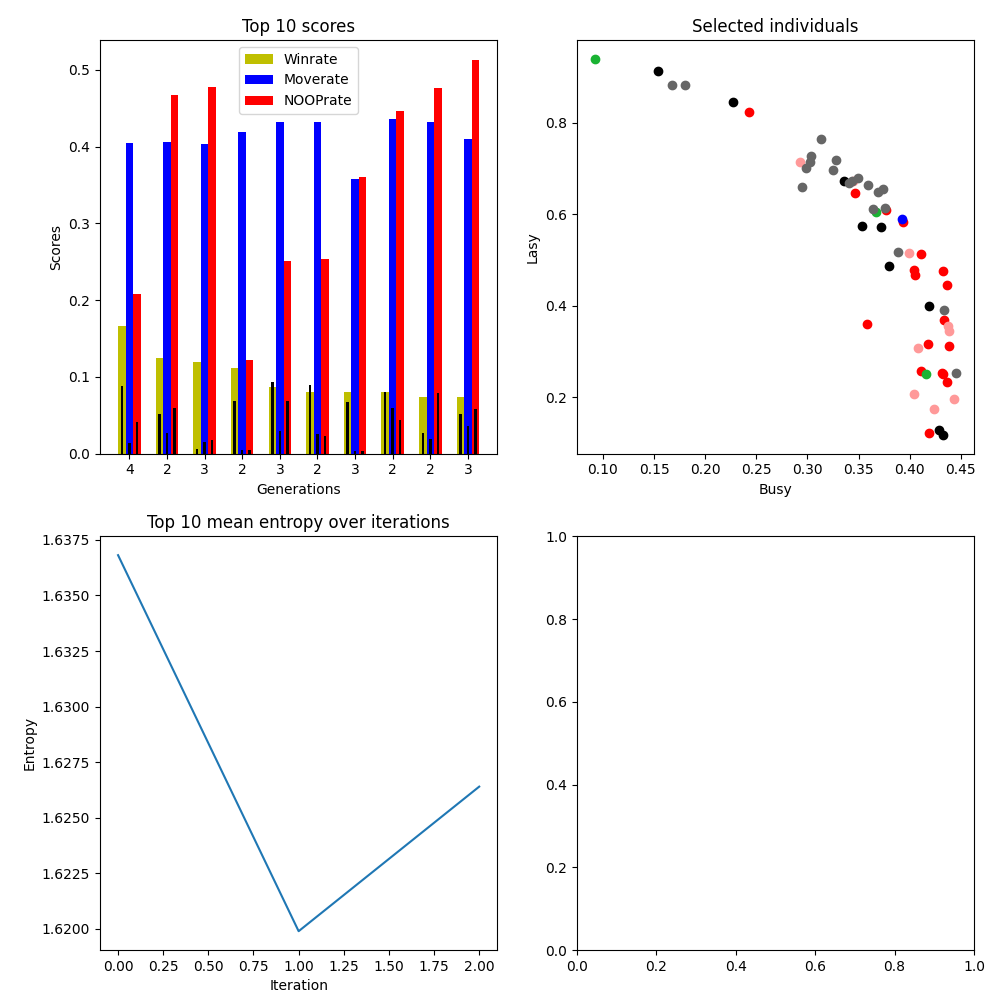 Top 10 scores
Winrate
Moverate
NOOPrate
0.5
0.4
0.3
0.2
0.1
0.0
Scores
4 2 3 2 3 2 3 2 2 3
Generations
Selected individuals
0.8
0.6
0.4
0.2
Lasy
0.10 0.15 0.20 0.25 0.30 0.35 0.40 0.45
Busy
Top 10 mean entropy over iterations
1.6375
1.6350
1.6325
1.6300
1.6275
1.6250
1.6225
1.6200
Entropy
0.00 0.25 0.50 0.75 1.00 1.25 1.50 1.75 2.00
Iteration
1.0
0.8
0.6
0.4
0.2
0.0
0.0 0.2 0.4 0.6 0.8 1.0